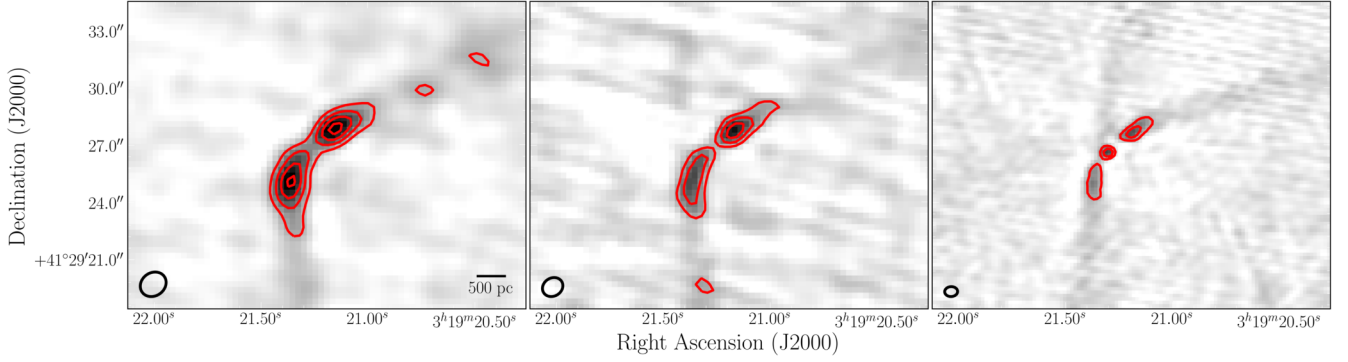 Declination (J2000)
33.0″
30.0″
27.0″
24.0″
+41°29′21.0″
500 pc
22.00ˢ 21.50ˢ 21.00ˢ 3ʰ19ᵐ20.50ˢ
22.00ˢ 21.50ˢ 21.00ˢ 3ʰ19ᵐ20.50ˢ
22.00ˢ 21.50ˢ 21.00ˢ 3ʰ19ᵐ20.50ˢ
Right Ascension (J2000)